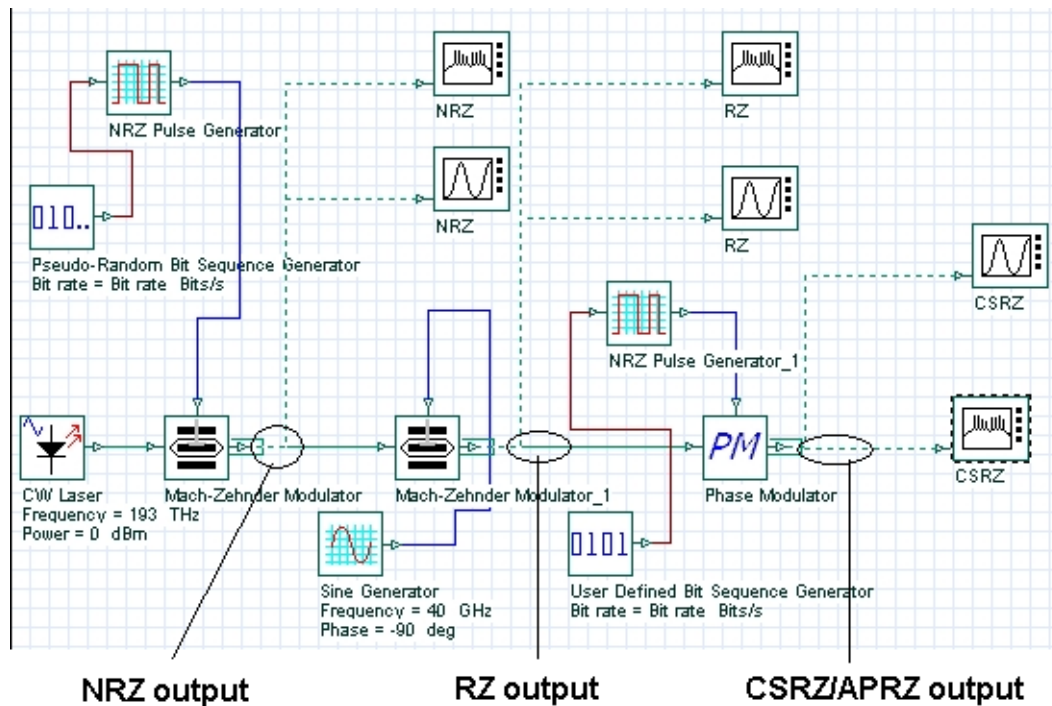 NRZ
RZ
NRZ Pulse Generator
010..
NRZ
RZ
Pseudo-Random Bit Sequence Generator
Bit rate = Bit rate Bits/s
CSRZ
NRZ Pulse Generator_1
CW Laser
Frequency = 193 THz
Power = 0 dBm
Mach-Zehnder Modulator
Mach-Zehnder Modulator_1
PM
Phase Modulator
CSRZ
Sine Generator
Frequency = 40 GHz
Phase = -90 deg
0101
User Defined Bit Sequence Generator
Bit rate = Bit rate Bits/s
NRZ output
RZ output
CSRZ/APRZ output